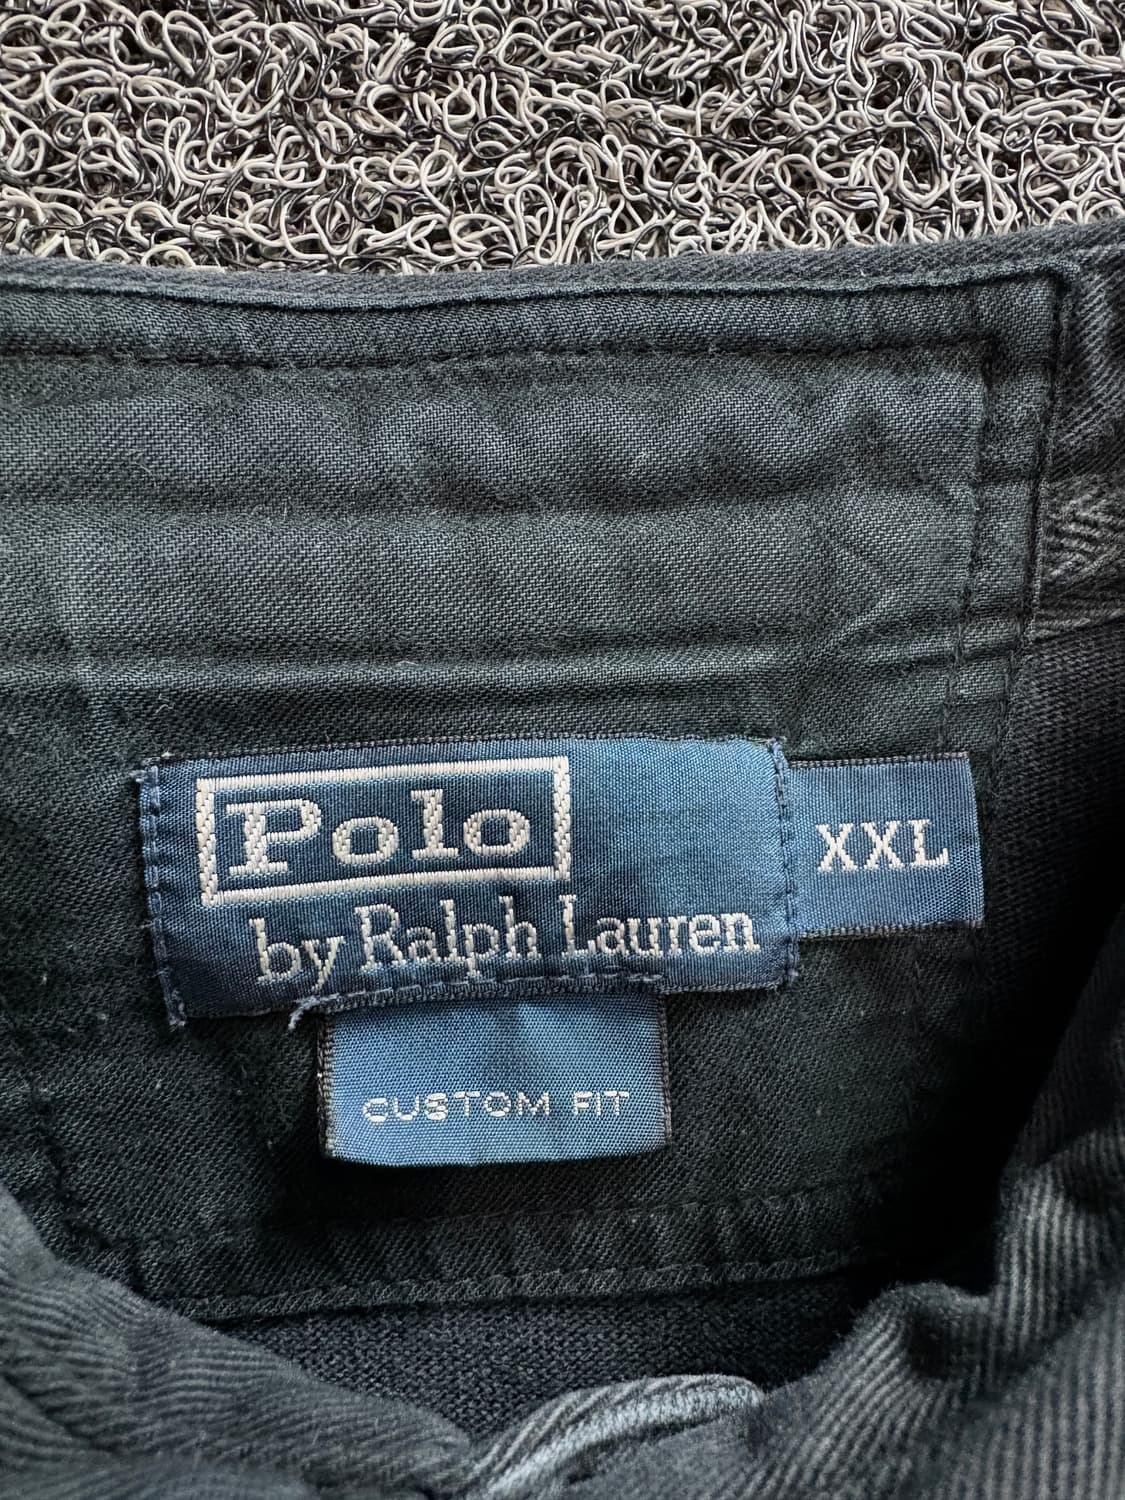 Polo
by Ralph Lauren
XXL
CUSTOM FIT